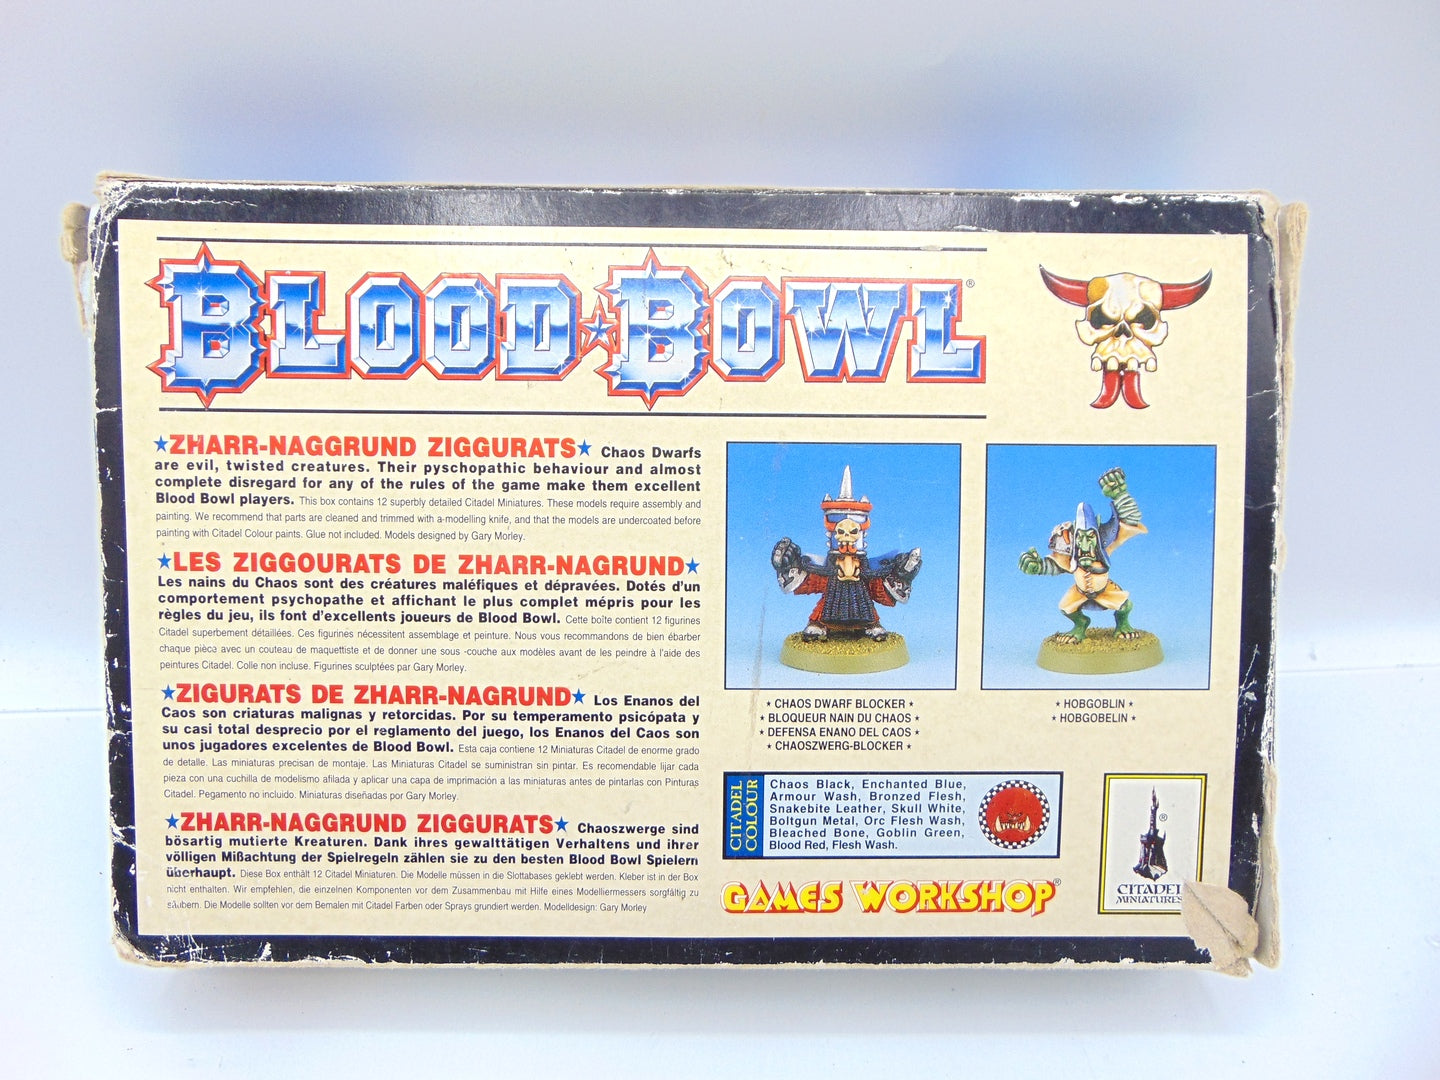 BLOOD BOWL®
ZHARR-NAGGRUND ZIGGURATS Chaos Dwarfs
are evil, twisted creatures. Their pyschopathic behaviour and almost
complete disregard for any of the rules of the game make them excellent
Blood Bowl players. This box contains 12 superbly detailed Citadel Miniatures. These models require assembly and
painting. We recommend that parts are cleaned and trimmed with a-modelling knife, and that the models are undercoated before
painting with Citadel Colour paints. Glue not included. Models designed by Gary Morley.
LES ZIGGOURATS DE ZHARR-NAGRUND
Les nains du Chaos sont des créatures maléfiques et dépravées. Dotés d'un
comportement psychopathe et affichant le plus complet mépris pour les
règles du jeu, ils font d'excellents joueurs de Blood Bowl. Cette boîte contient 12 figurines
Citadel superbement détaillées. Ces figurines nécessitent assemblage et peinture. Nous vous recommandons de bien ébarber
chaque pièce avec un couteau de maquettiste et de donner une sous -couche aux modèles avant de les peindre à l'aide des
peintures Citadel. Colle non incluse. Figurines sculptées par Gary Morley.
ZIGURATS DE ZHARR-NAGRUND Los Enanos del
Caos son criaturas malignas y retorcidas. Por su temperamento psicópata y
su casi total desprecio por el reglamento del juego, los Enanos del Caos son
unos jugadores excelentes de Blood Bowl. Esta caja contiene 12 Miniaturas Citadel de enorme grado
de detalle. Las miniaturas precisan de montaje. Las Miniaturas Citadel se suministran sin pintar. Es recomendable lijar cada
pieza con una cuchilla de modelismo afilada y aplicar una capa de imprimación a las miniaturas antes de pintarlas con Pinturas
Citadel. Pegamento no incluido. Miniaturas diseñadas por Gary Morley.
ZHARR-NAGGRUND ZIGGURATS Chaoszwerge sind
bösartig mutierte Kreaturen. Dank ihres gewalttätigen Verhaltens und ihrer
völligen Mißachtung der Spielregeln zählen sie zu den besten Blood Bowl Spielern
überhaupt. Diese Box enthält 12 Citadel Miniaturen. Die Modelle müssen in die Slottabases geklebt werden. Kleber ist in der Box
nicht enthalten. Wir empfehlen, die einzelnen Komponenten vor dem Zusammenbau mit Hilfe eines Modelliermessers sorgfältig zu
säubern. Die Modelle sollten vor dem Bemalen mit Citadel Farben oder Sprays grundiert werden. Modelldesign: Gary Morley
CHAOS DWARF BLOCKER
BLOQUEUR NAIN DU CHAOS
DEFENSA ENANO DEL CAOS
CHAOSZWERG-BLOCKER
HOBGOBLIN
HOBGOBELIN
CITADEL
COLOUR
Chaos Black, Enchanted Blue,
Armour Wash, Bronzed Flesh,
Snakebite Leather, Skull White,
Boltgun Metal, Orc Flesh Wash,
Bleached Bone, Goblin Green,
Blood Red, Flesh Wash.
GAMES WORKSHOP®
®
CITADEL
MINIATURES